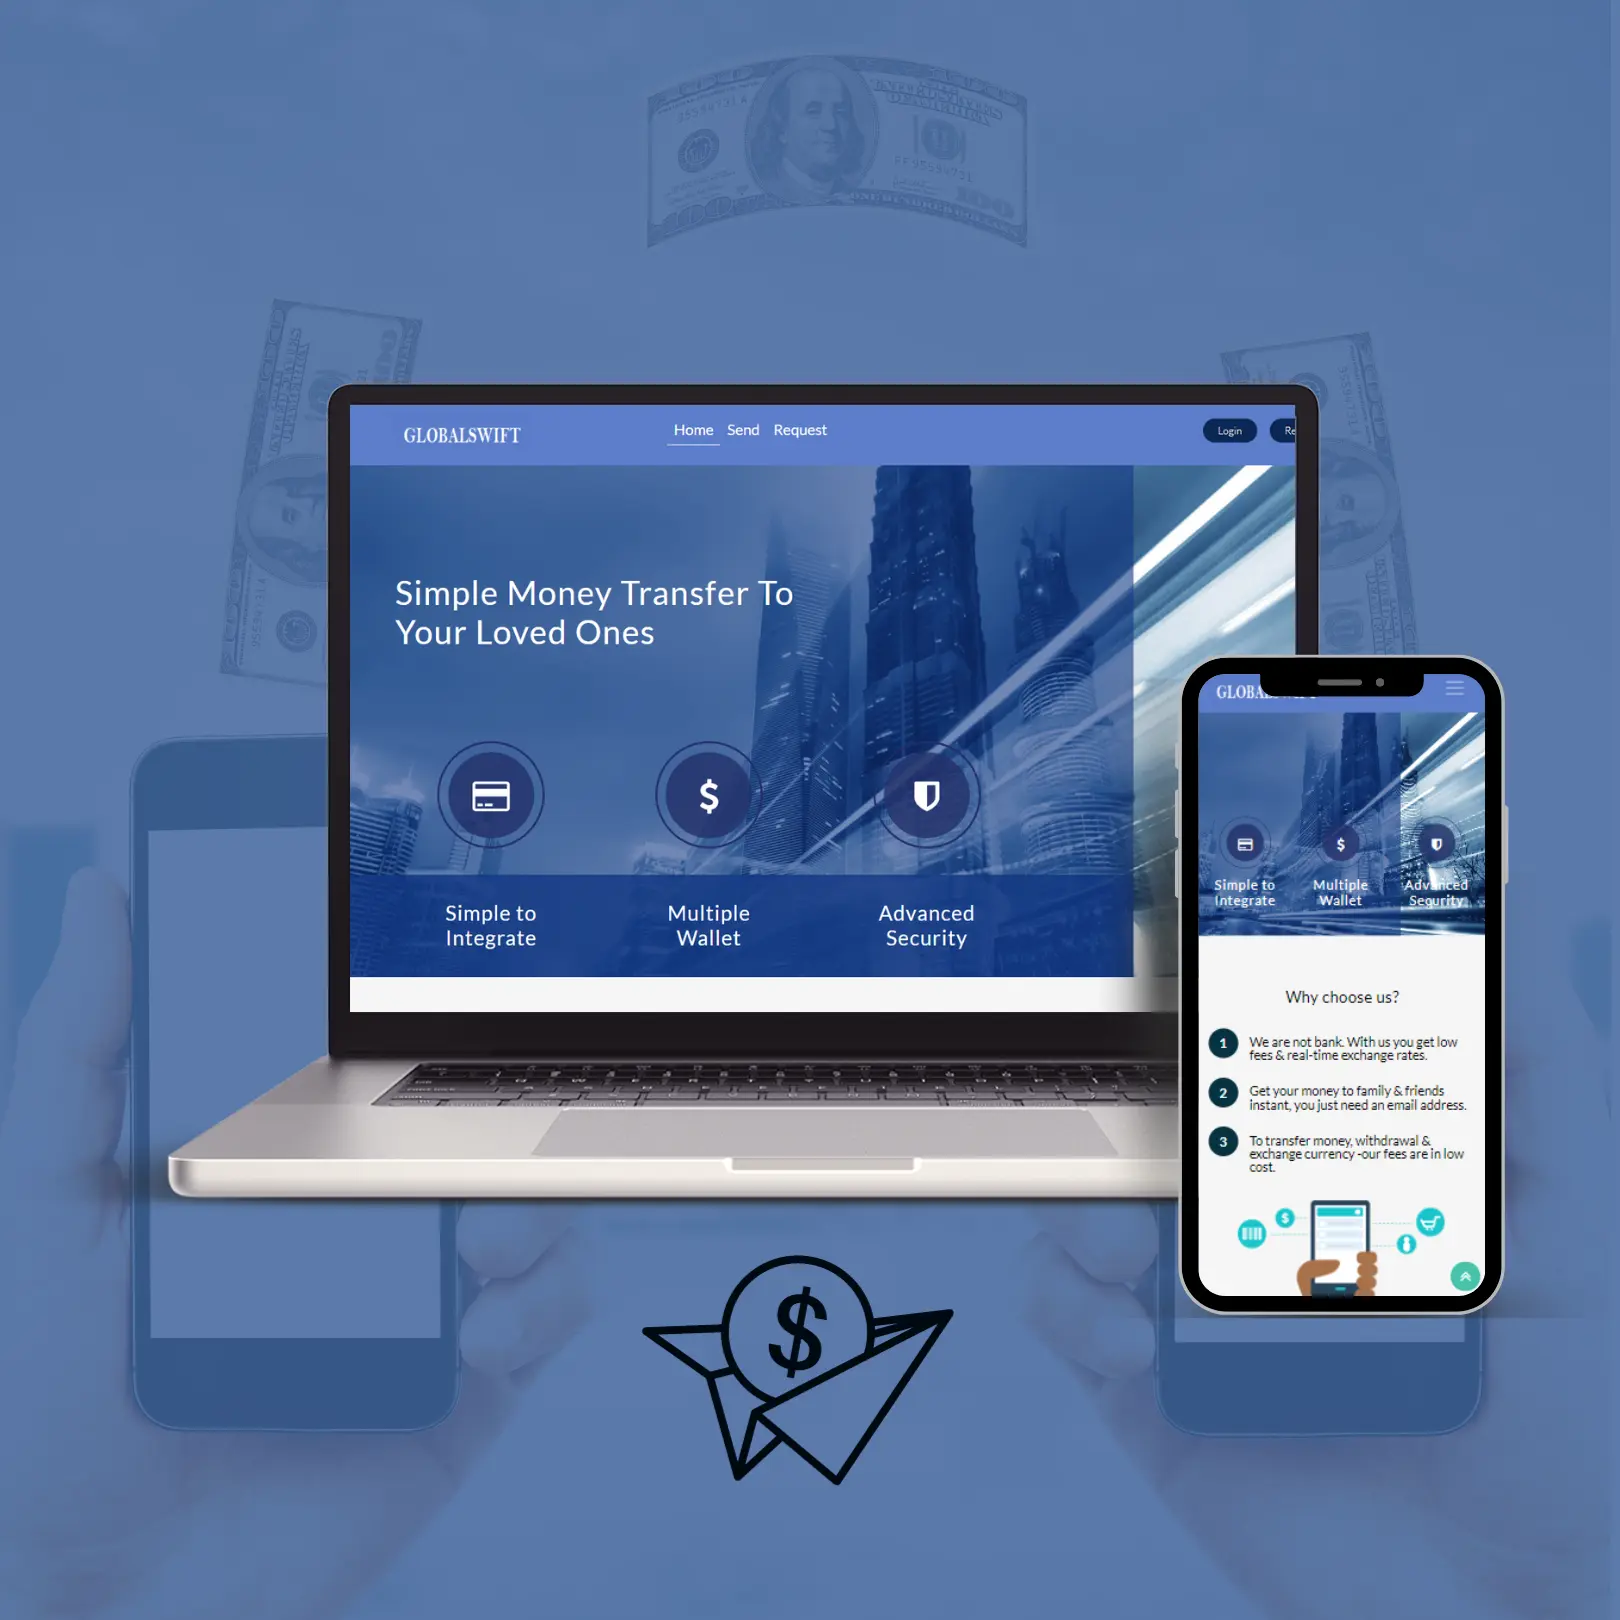 GLOBALSWIFT
Home Send Request
Login
Re
Simple Money Transfer To
Your Loved Ones
$
Simple to
Integrate
Multiple
Wallet
Advanced
Security
$
Simple to
Integrate
Multiple
Wallet
Advanced
Security
Why choose us?
1 We are not bank. With us you get low
fees & real-time exchange rates.
2 Get your money to family & friends
instant, you just need an email address.
3 To transfer money, withdrawal &
exchange currency -our fees are in low
cost.
$
$